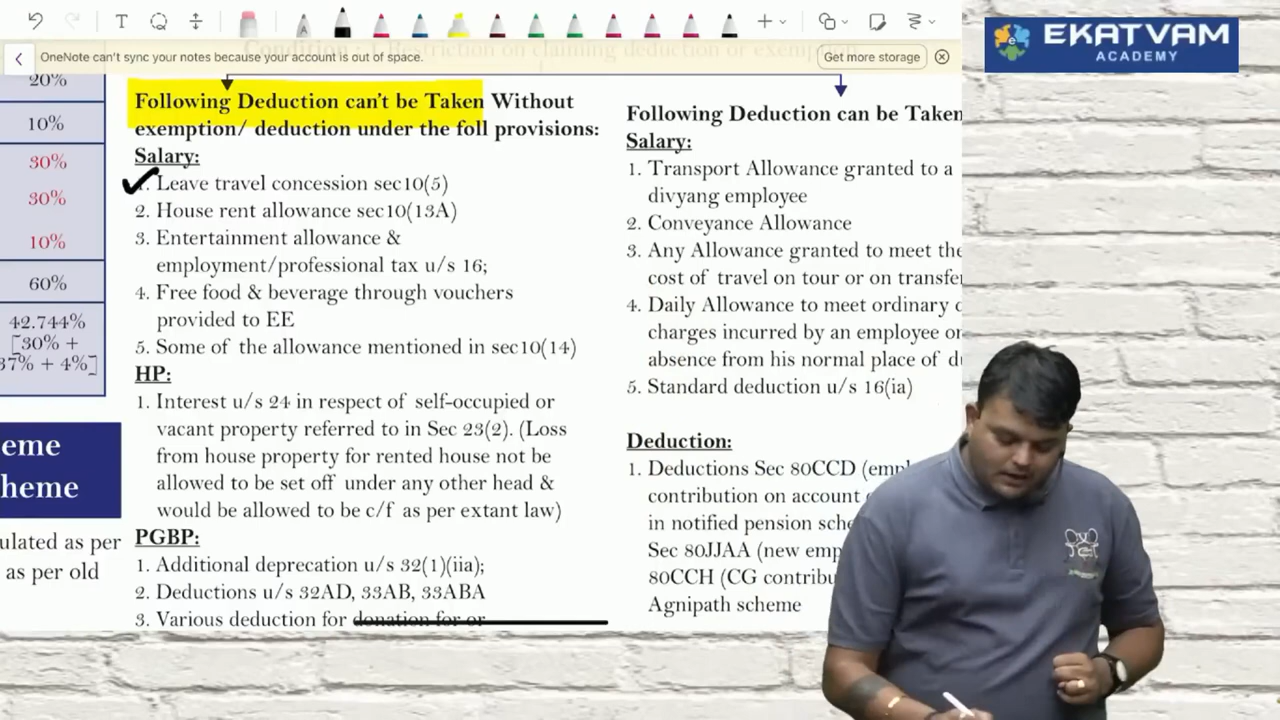 EKATVAM
ACADEMY
OneNote can't sync your notes because your account is out of space.
Get more storage
20%
10%
30%
30%
10%
60%
42.744%
[30% +
37% + 4%]
eme
heme
ulated as per
as per old
Condition - Restriction on claiming deduction or exemption
Following Deduction can't be Taken Without
exemption/ deduction under the foll provisions:
Salary:
1. Leave travel concession sec10(5)
2. House rent allowance sec10(13A)
3. Entertainment allowance &
employment/professional tax u/s 16;
4. Free food & beverage through vouchers
provided to EE
5. Some of the allowance mentioned in sec10(14)
HP:
1. Interest u/s 24 in respect of self-occupied or
vacant property referred to in Sec 23(2). (Loss
from house property for rented house not be
allowed to be set off under any other head &
would be allowed to be c/f as per extant law)
PGBP:
1. Additional deprecation u/s 32(1)(iia);
2. Deductions u/s 32AD, 33AB, 33ABA
3. Various deduction for donation for or
Following Deduction can be Taken
Salary:
1. Transport Allowance granted to a
divyang employee
2. Conveyance Allowance
3. Any Allowance granted to meet the
cost of travel on tour or on transfe
4. Daily Allowance to meet ordinary
charges incurred by an employee on
absence from his normal place of d
5. Standard deduction u/s 16(ia)
Deduction:
1. Deductions Sec 80CCD (empl
contribution on account
in notified pension sche
Sec 80JJAA (new emp
80CCH (CG contribu
Agnipath scheme